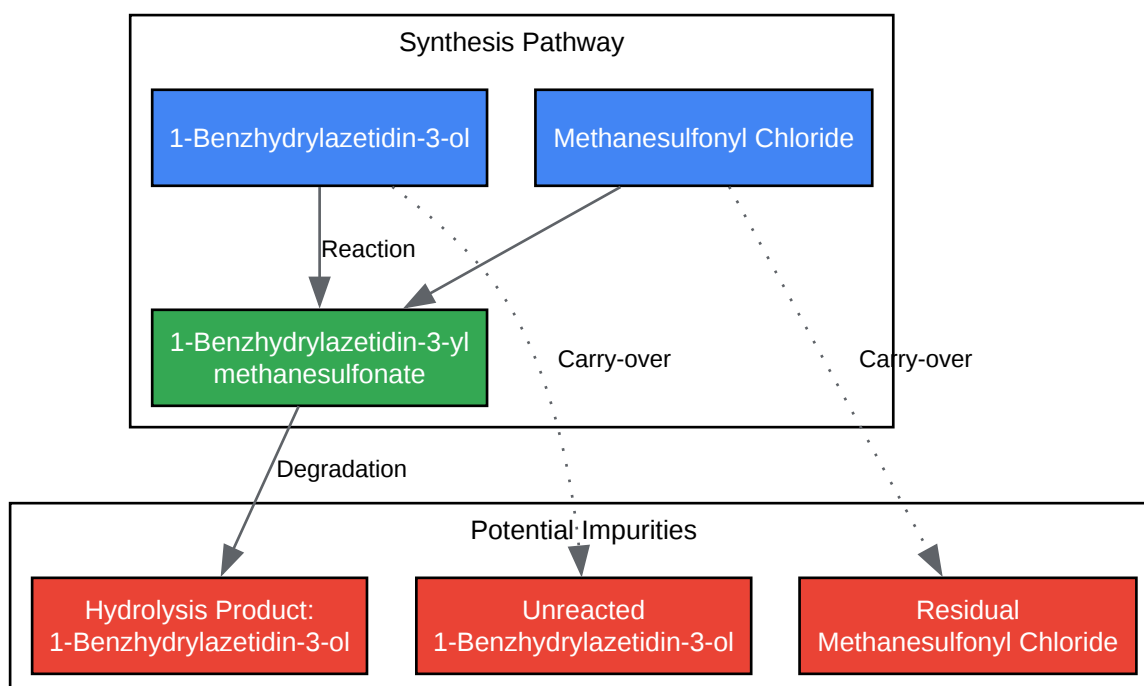 Synthesis Pathway
1-Benzhydrylazetidin-3-ol
Methanesulfonyl Chloride
Reaction
1-Benzhydrylazetidin-3-yl
methanesulfonate
Carry-over
Carry-over
Degradation
Potential Impurities
Hydrolysis Product:
1-Benzhydrylazetidin-3-ol
Unreacted
1-Benzhydrylazetidin-3-ol
Residual
Methanesulfonyl Chloride